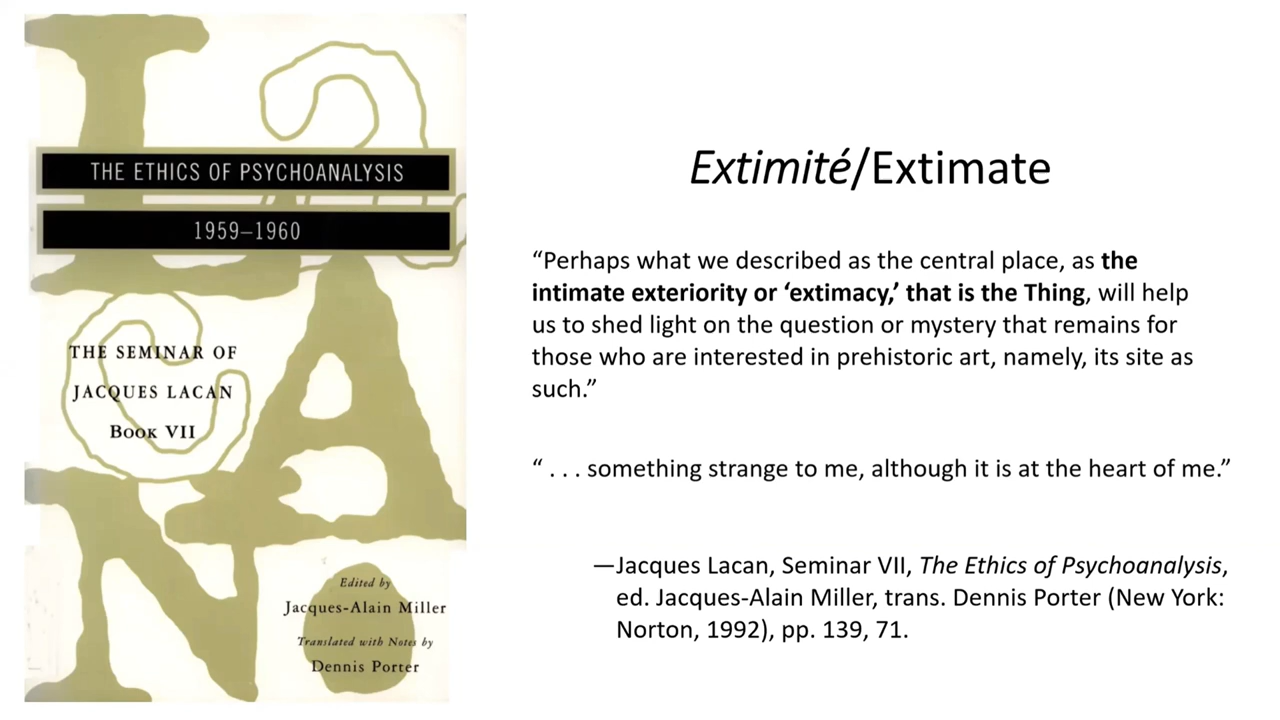 THE ETHICS OF PSYCHOANALYSIS
1959–1960
THE SEMINAR OF
JACQUES LACAN
BOOK VII
LACAN
Edited by
Jacques-Alain Miller
Translated with Notes by
Dennis Porter
Extimité/Extimate
“Perhaps what we described as the central place, as the
intimate exteriority or ‘extimacy,’ that is the Thing, will help
us to shed light on the question or mystery that remains for
those who are interested in prehistoric art, namely, its site as
such.”
“ . . . something strange to me, although it is at the heart of me.”
—Jacques Lacan, Seminar VII, The Ethics of Psychoanalysis,
ed. Jacques-Alain Miller, trans. Dennis Porter (New York:
Norton, 1992), pp. 139, 71.